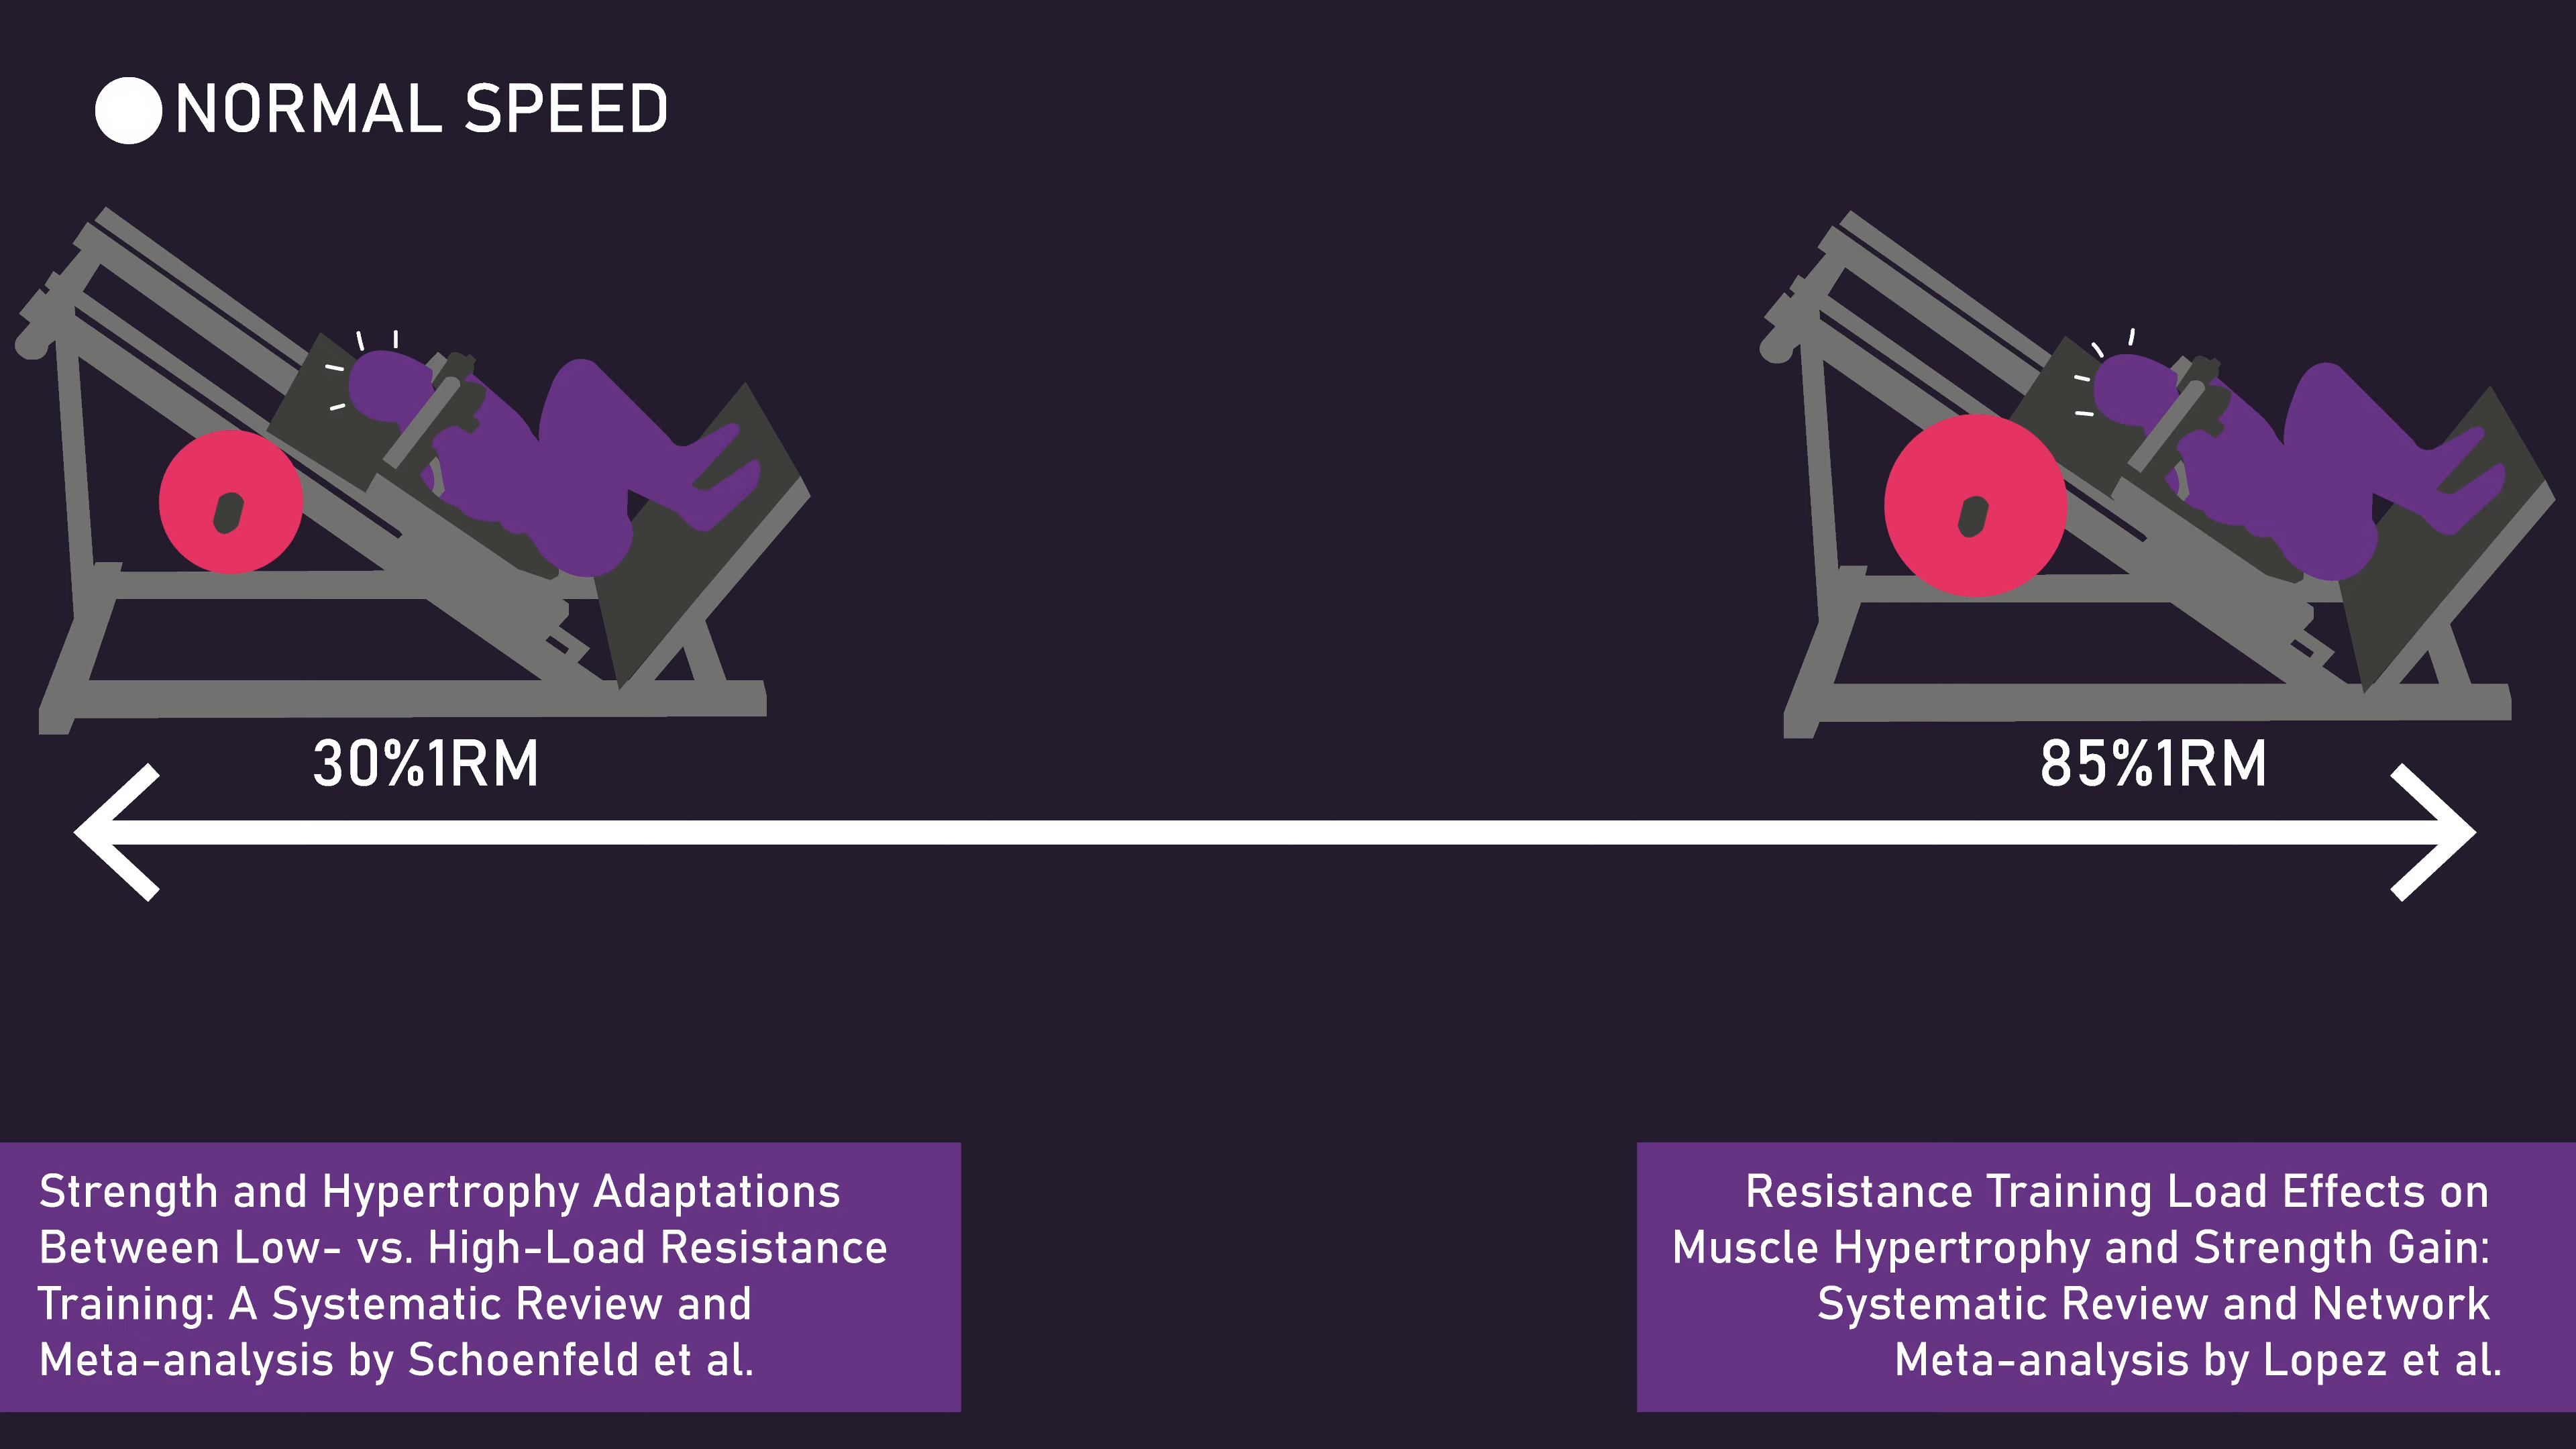 NORMAL SPEED
30%1RM
85%1RM
Strength and Hypertrophy Adaptations
Between Low- vs. High-Load Resistance
Training: A Systematic Review and
Meta-analysis by Schoenfeld et al.
Resistance Training Load Effects on
Muscle Hypertrophy and Strength Gain:
Systematic Review and Network
Meta-analysis by Lopez et al.